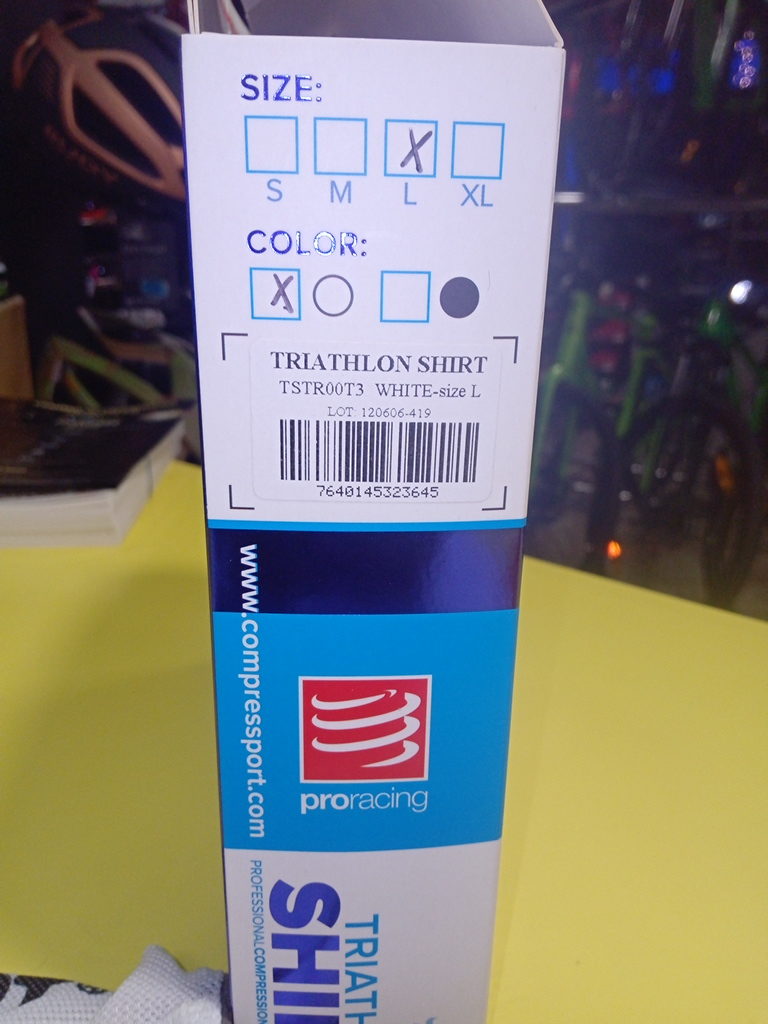 SIZE:
X
S M L XL
COLOR:
X
TRIATHLON SHIRT
TSTR00T3 WHITE-size L
LOT: 120606-419
7640145323645
www.compressport.com
proracing
TRIATH
SHI
PROFESSIONAL COMPRESSION